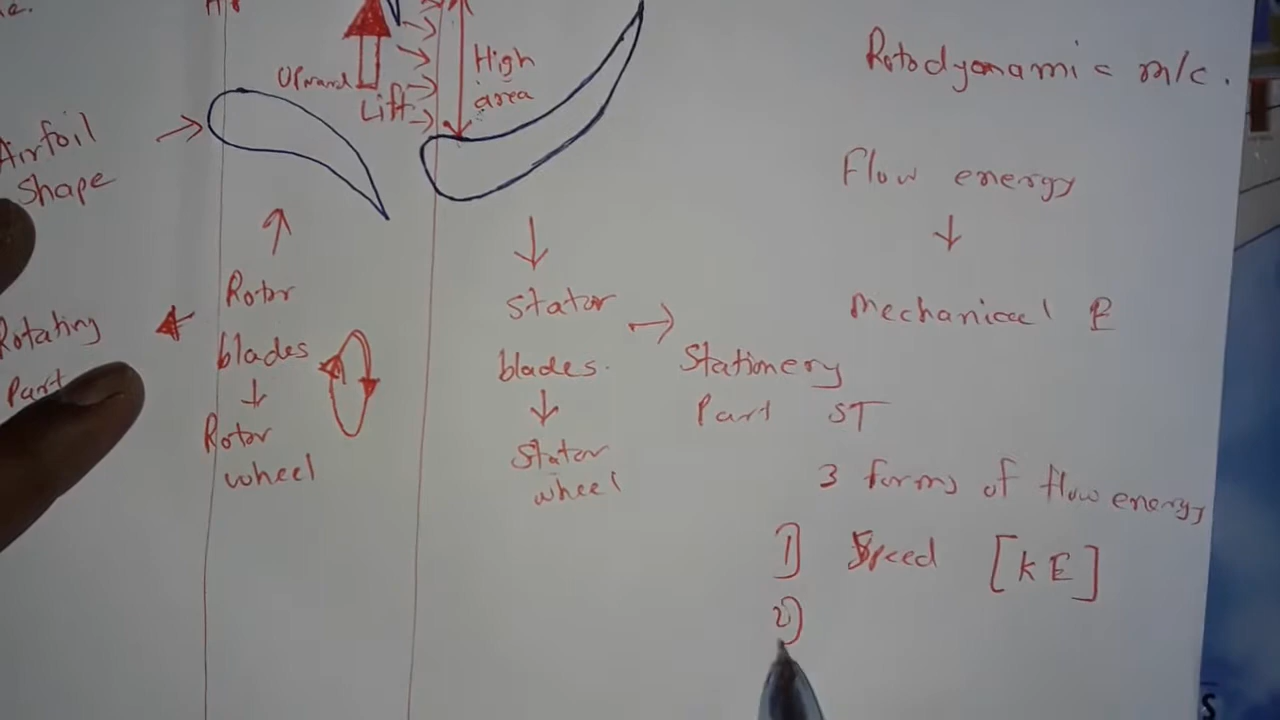 Rotodynamic m/c.
Upward
Lift
High
area
Airfoil
shape
Flow energy
Mechanical E
Rotor
blades
Rotor
wheel
Rotating
Part
Stator
blades.
Stator
wheel
Stationery
Part ST
3 forms of flow energy
1) Speed [KE]
2)
S